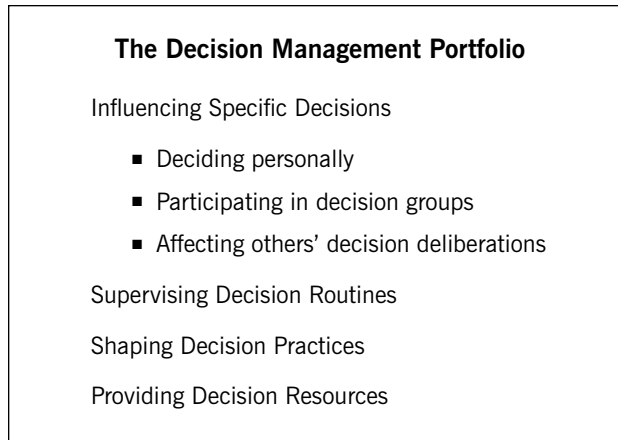 The Decision Management Portfolio
Influencing Specific Decisions
▪ Deciding personally
▪ Participating in decision groups
▪ Affecting others’ decision deliberations
Supervising Decision Routines
Shaping Decision Practices
Providing Decision Resources